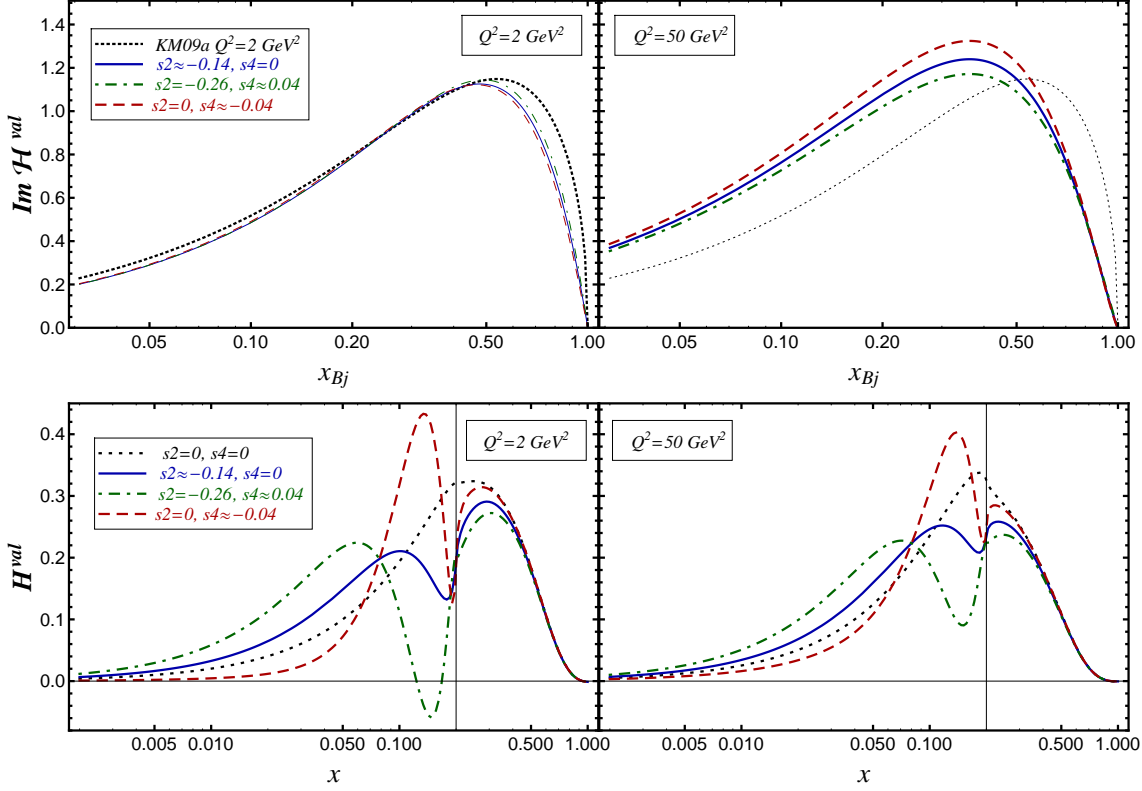 Im ℋ^val
1.4
1.2
1.0
0.8
0.6
0.4
0.2
0.0
KM09a Q²=2 GeV²
s2≈-0.14, s4=0
s2=-0.26, s4≈0.04
s2=0, s4≈-0.04
Q²=2 GeV²
Q²=50 GeV²
0.05 0.10 0.20 0.50 1.00
0.05 0.10 0.20 0.50 1.00
x_Bj
x_Bj
H^val
0.4
0.3
0.2
0.1
0.0
s2=0, s4=0
s2≈-0.14, s4=0
s2=-0.26, s4≈0.04
s2=0, s4≈-0.04
Q²=2 GeV²
Q²=50 GeV²
0.005 0.010 0.050 0.100 0.500 1.000
0.005 0.010 0.050 0.100 0.500 1.000
x
x